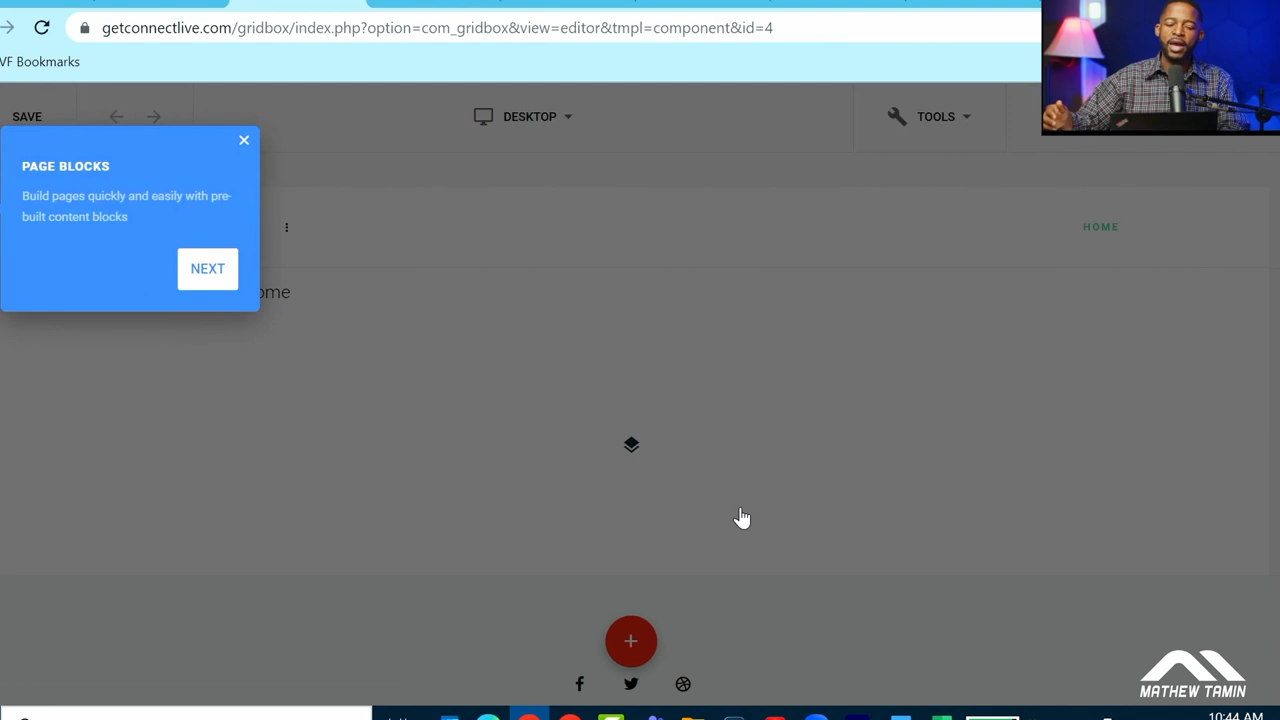 getconnectlive.com/gridbox/index.php?option=com_gridbox&view=editor&tmpl=component&id=4
VF Bookmarks
SAVE
DESKTOP
TOOLS
PAGE BLOCKS
Build pages quickly and easily with pre-
built content blocks
NEXT
HOME
ome
MATHEW TAMIN
10:44 AM